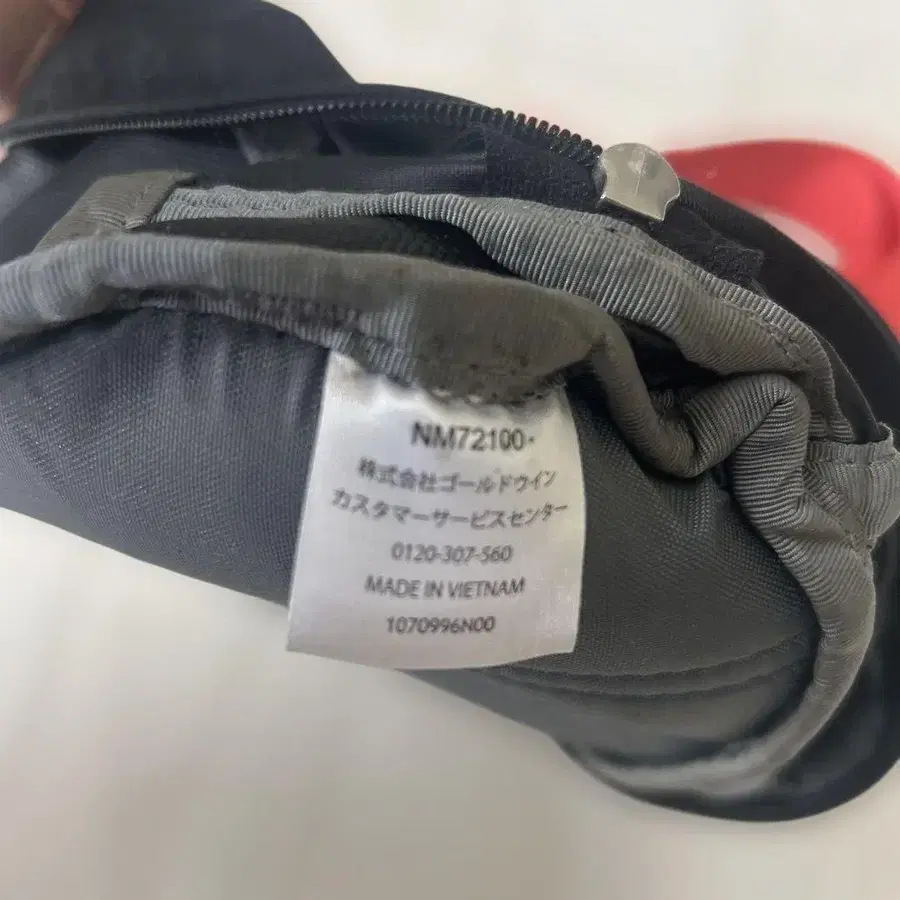 NM72100
株式会社ゴールドウイン
カスタマーサービスセンター
0120-307-560
MADE IN VIETNAM
1070996N00